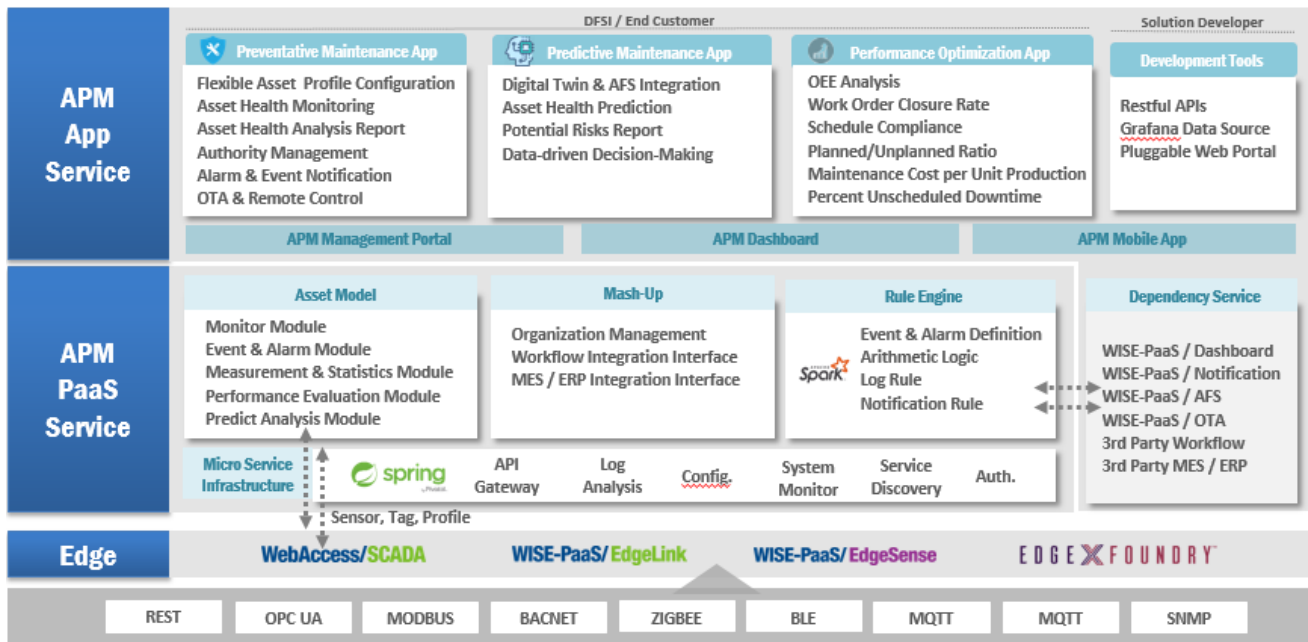 DFSI / End Customer
Solution Developer
APM
App
Service
Preventative Maintenance App
Flexible Asset Profile Configuration
Asset Health Monitoring
Asset Health Analysis Report
Authority Management
Alarm & Event Notification
OTA & Remote Control
Predictive Maintenance App
Digital Twin & AFS Integration
Asset Health Prediction
Potential Risks Report
Data-driven Decision-Making
Performance Optimization App
OEE Analysis
Work Order Closure Rate
Schedule Compliance
Planned/Unplanned Ratio
Maintenance Cost per Unit Production
Percent Unscheduled Downtime
Development Tools
Restful APIs
Grafana Data Source
Pluggable Web Portal
APM Management Portal
APM Dashboard
APM Mobile App
APM
PaaS
Service
Asset Model
Monitor Module
Event & Alarm Module
Measurement & Statistics Module
Performance Evaluation Module
Predict Analysis Module
Mash-Up
Organization Management
Workflow Integration Interface
MES / ERP Integration Interface
Rule Engine
Spark
Event & Alarm Definition
Arithmetic Logic
Log Rule
Notification Rule
Dependency Service
WISE-PaaS / Dashboard
WISE-PaaS / Notification
WISE-PaaS / AFS
WISE-PaaS / OTA
3rd Party Workflow
3rd Party MES / ERP
Micro Service
Infrastructure
spring
API
Gateway
Log
Analysis
Config.
System
Monitor
Service
Discovery
Auth.
Sensor, Tag, Profile
Edge
WebAccess/SCADA
WISE-PaaS/EdgeLink
WISE-PaaS/EdgeSense
EDGE X FOUNDRY
REST
OPC UA
MODBUS
BACNET
ZIGBEE
BLE
MQTT
MQTT
SNMP